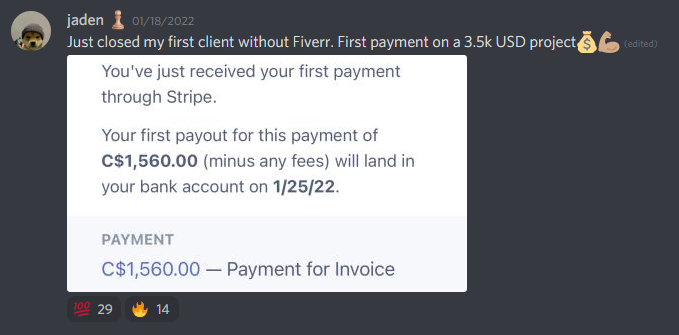 jaden 01/18/2022
Just closed my first client without Fiverr. First payment on a 3.5k USD project💰💪🏽 (edited)
You've just received your first payment
through Stripe.
Your first payout for this payment of
C$1,560.00 (minus any fees) will land in
your bank account on 1/25/22.
PAYMENT
C$1,560.00 — Payment for Invoice
💯 29 🔥 14